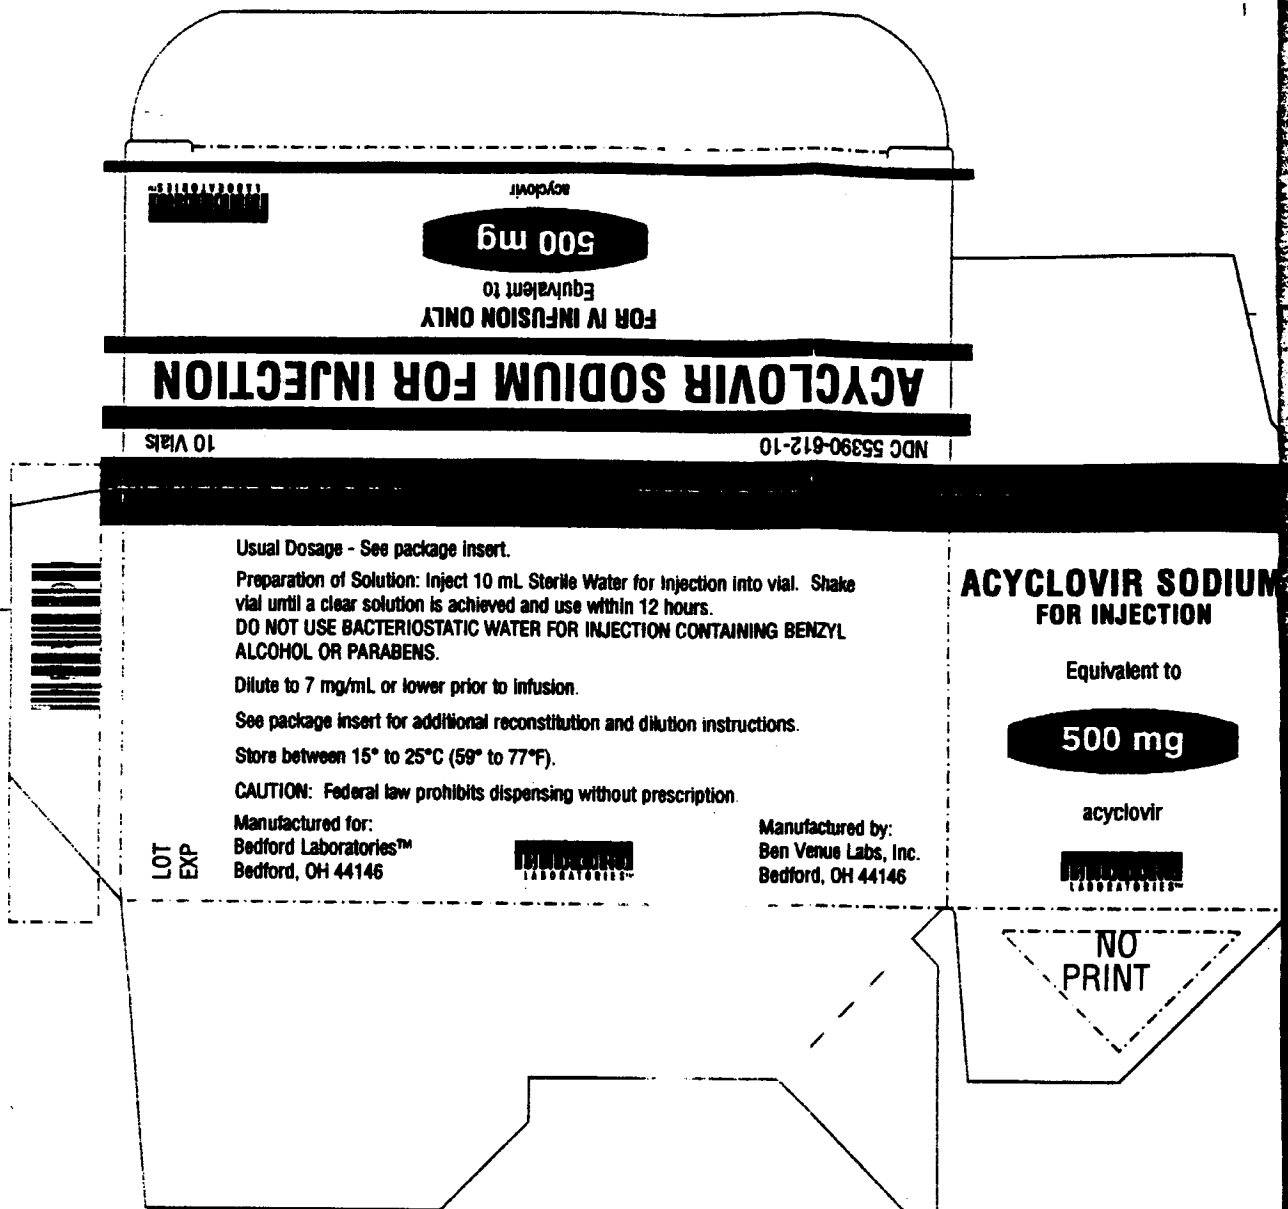 NDC 55390-612-10
10 Vials
ACYCLOVIR SODIUM FOR INJECTION
FOR IV INFUSION ONLY
Equivalent to
500 mg
acyclovir
LABORATORIES™
Usual Dosage - See package insert.
Preparation of Solution: Inject 10 mL Sterile Water for Injection into vial. Shake
vial until a clear solution is achieved and use within 12 hours.
DO NOT USE BACTERIOSTATIC WATER FOR INJECTION CONTAINING BENZYL
ALCOHOL OR PARABENS.
Dilute to 7 mg/mL or lower prior to infusion.
See package insert for additional reconstitution and dilution instructions.
Store between 15° to 25°C (59° to 77°F).
CAUTION: Federal law prohibits dispensing without prescription.
Manufactured for:
Bedford Laboratories™
Bedford, OH 44146
LABORATORIES™
Manufactured by:
Ben Venue Labs, Inc.
Bedford, OH 44146
LOT
EXP
ACYCLOVIR SODIUM
FOR INJECTION
Equivalent to
500 mg
acyclovir
LABORATORIES™
NO
PRINT